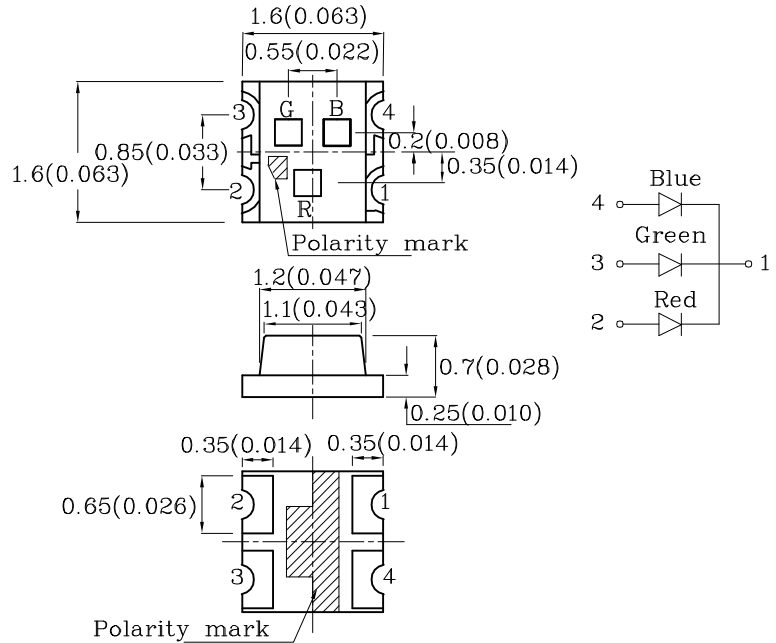 1.6(0.063)
0.55(0.022)
G B
3 4
0.2(0.008)
0.85(0.033)
0.35(0.014)
1.6(0.063)
2 1
R
Polarity mark
1.2(0.047)
1.1(0.043)
0.7(0.028)
0.25(0.010)
0.35(0.014) 0.35(0.014)
2 1
0.65(0.026)
3 4
Polarity mark
Blue
4
Green
3 1
Red
2